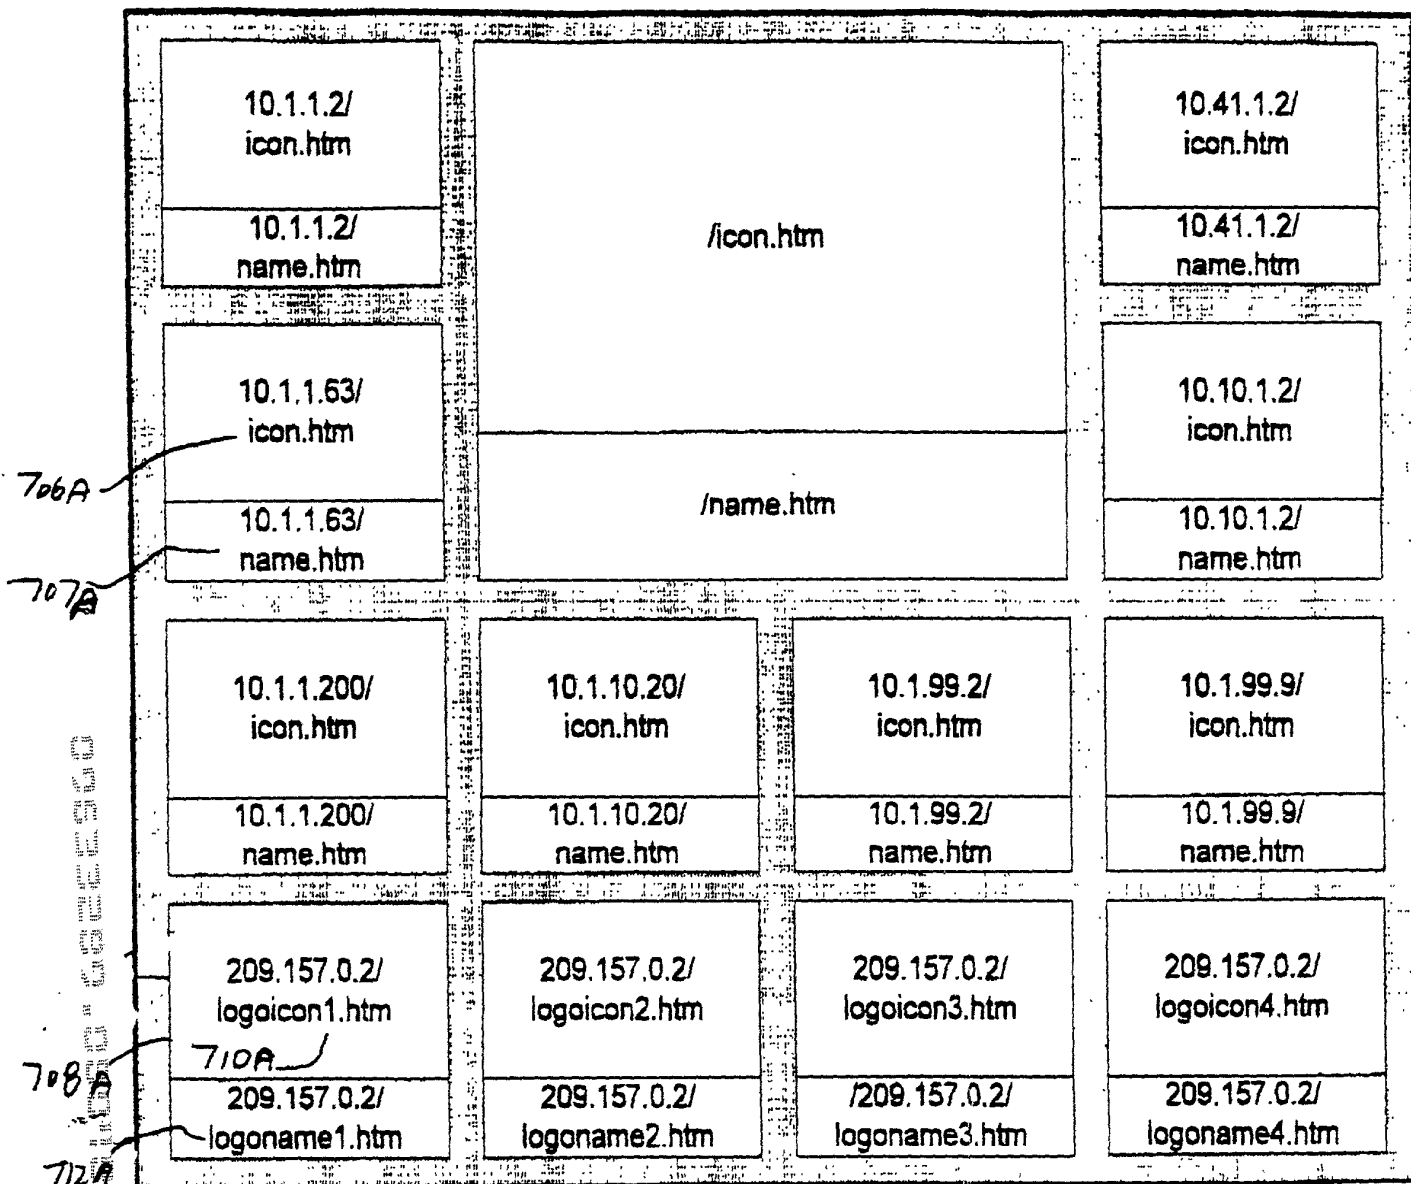 10.1.1.2/
icon.htm
10.1.1.2/
name.htm
/icon.htm
/name.htm
10.41.1.2/
icon.htm
10.41.1.2/
name.htm
10.1.1.63/
icon.htm
706A
10.1.1.63/
name.htm
707A
10.10.1.2/
icon.htm
10.10.1.2/
name.htm
10.1.1.200/
icon.htm
10.1.1.200/
name.htm
10.1.10.20/
icon.htm
10.1.10.20/
name.htm
10.1.99.2/
icon.htm
10.1.99.2/
name.htm
10.1.99.9/
icon.htm
10.1.99.9/
name.htm
209.157.0.2/
logoicon1.htm
710A
708A
209.157.0.2/
logoname1.htm
712A
209.157.0.2/
logoicon2.htm
209.157.0.2/
logoname2.htm
209.157.0.2/
logoicon3.htm
/209.157.0.2/
logoname3.htm
209.157.0.2/
logoicon4.htm
209.157.0.2/
logoname4.htm